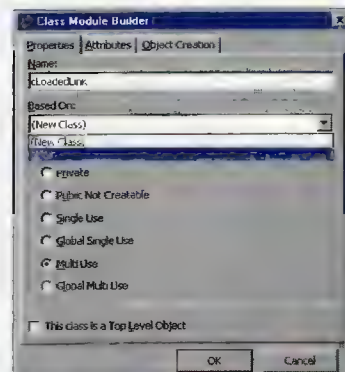 Class Module Builder
Properties Attributes Object Creation
Name:
cLoadedLink
Based On:
(New Class)
(New Class)
Private
Public Not Creatable
Single Use
Global Single Use
Multi Use
Global Multi Use
This class is a Top Level Object
OK Cancel